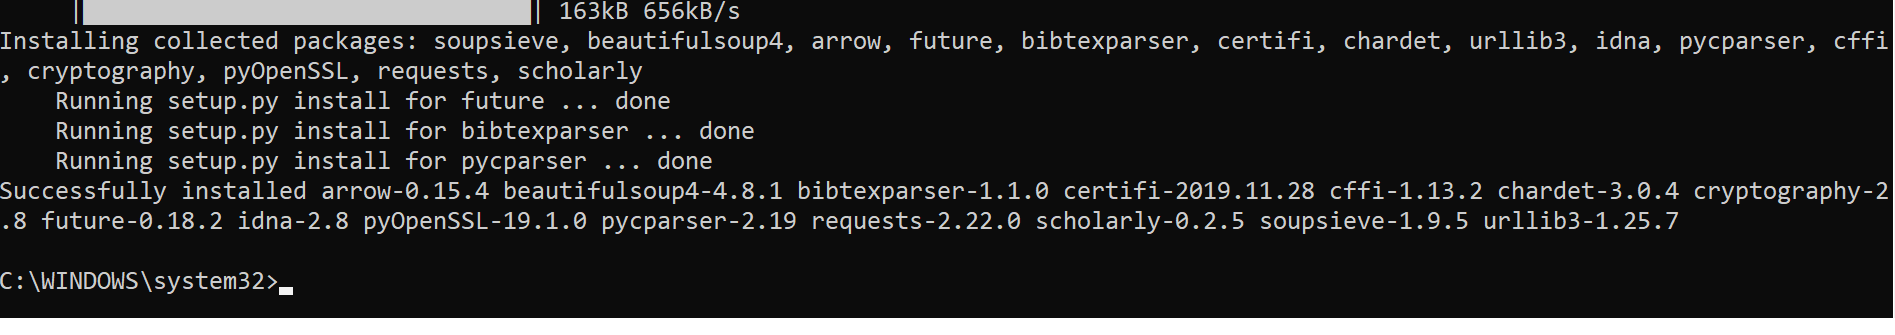 |████████████████████████████████| 163kB 656kB/s
Installing collected packages: soupsieve, beautifulsoup4, arrow, future, bibtexparser, certifi, chardet, urllib3, idna, pycparser, cffi
, cryptography, pyOpenSSL, requests, scholarly
    Running setup.py install for future ... done
    Running setup.py install for bibtexparser ... done
    Running setup.py install for pycparser ... done
Successfully installed arrow-0.15.4 beautifulsoup4-4.8.1 bibtexparser-1.1.0 certifi-2019.11.28 cffi-1.13.2 chardet-3.0.4 cryptography-2
.8 future-0.18.2 idna-2.8 pyOpenSSL-19.1.0 pycparser-2.19 requests-2.22.0 scholarly-0.2.5 soupsieve-1.9.5 urllib3-1.25.7
C:\WINDOWS\system32>